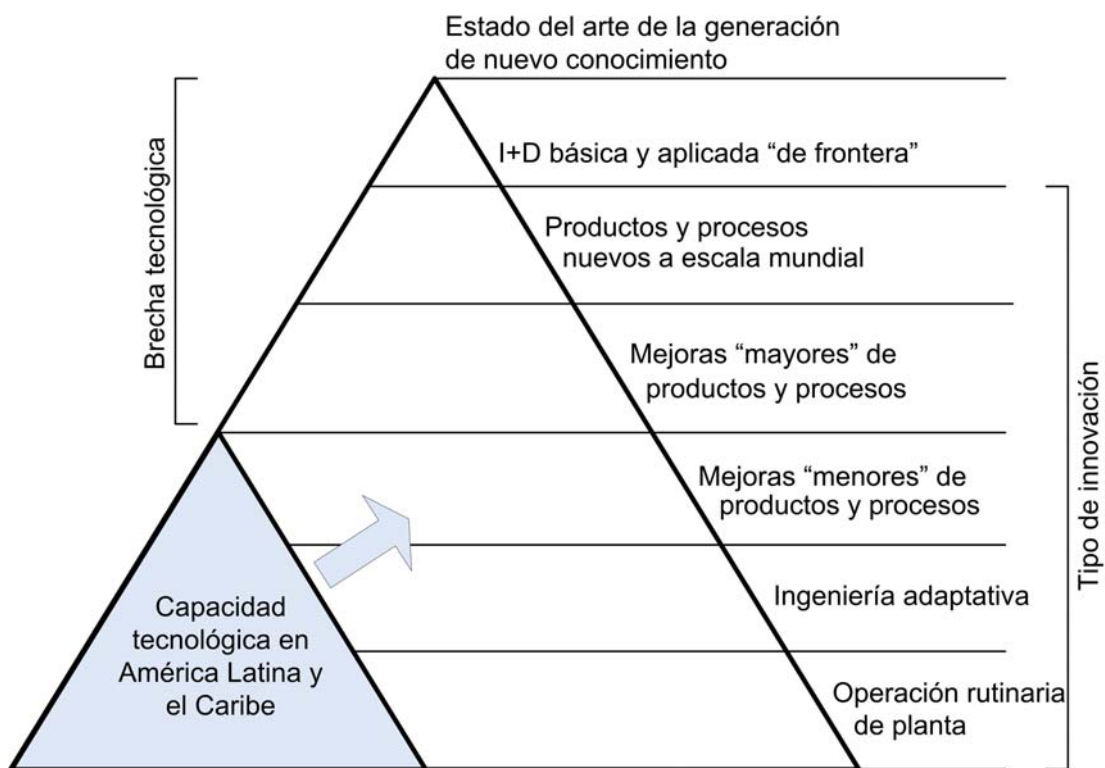 Estado del arte de la generación
de nuevo conocimiento
Brecha tecnológica
I+D básica y aplicada “de frontera”
Productos y procesos
nuevos a escala mundial
Mejoras “mayores” de
productos y procesos
Mejoras “menores” de
productos y procesos
Ingeniería adaptativa
Operación rutinaria
de planta
Tipo de innovación
Capacidad
tecnológica en
América Latina y
el Caribe